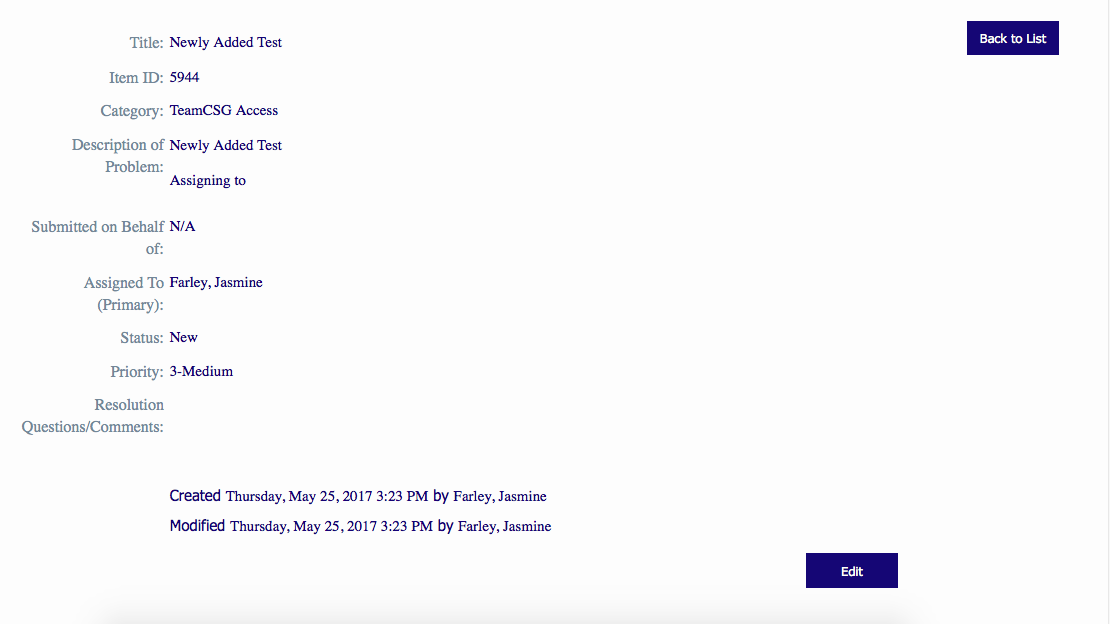 Back to List
Title: Newly Added Test
Item ID: 5944
Category: TeamCSG Access
Description of Problem: Newly Added Test
Assigning to
Submitted on Behalf of: N/A
Assigned To (Primary): Farley, Jasmine
Status: New
Priority: 3-Medium
Resolution Questions/Comments:
Created Thursday, May 25, 2017 3:23 PM by Farley, Jasmine
Modified Thursday, May 25, 2017 3:23 PM by Farley, Jasmine
Edit